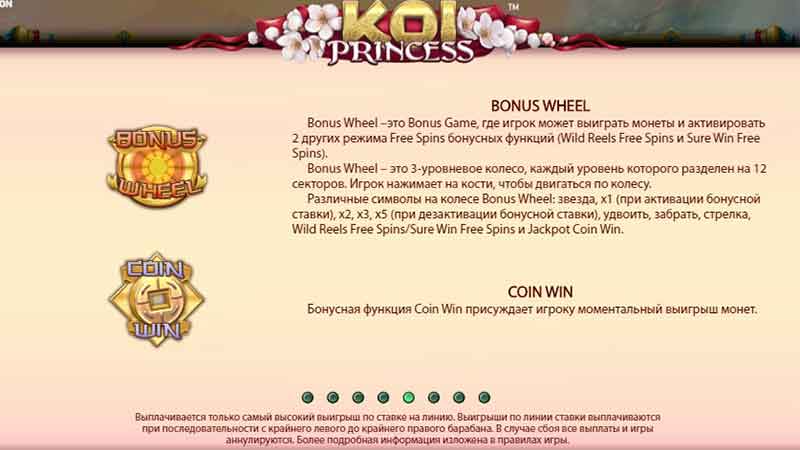 ON
KOI
TM
PRINCESS
BONUS WHEEL
Bonus Wheel –это Bonus Game, где игрок может выиграть монеты и активировать
2 других режима Free Spins бонусных функций (Wild Reels Free Spins и Sure Win Free
Spins).
Bonus Wheel – это 3-уровневое колесо, каждый уровень которого разделен на 12
секторов. Игрок нажимает на кости, чтобы двигаться по колесу.
Различные символы на колесе Bonus Wheel: звезда, x1 (при активации бонусной
ставки), x2, x3, x5 (при дезактивации бонусной ставки), удвоить, забрать, стрелка,
Wild Reels Free Spins/Sure Win Free Spins и Jackpot Coin Win.
BONUS
WHEEL
COIN WIN
Бонусная функция Coin Win присуждает игроку моментальный выигрыш монет.
COIN
WIN
Выплачивается только самый высокий выигрыш по ставке на линию. Выигрыши по линии ставки выплачиваются
при последовательности с крайнего левого до крайнего правого барабана. В случае сбоя все выплаты и игры
аннулируются. Более подробная информация изложена в правилах игры.